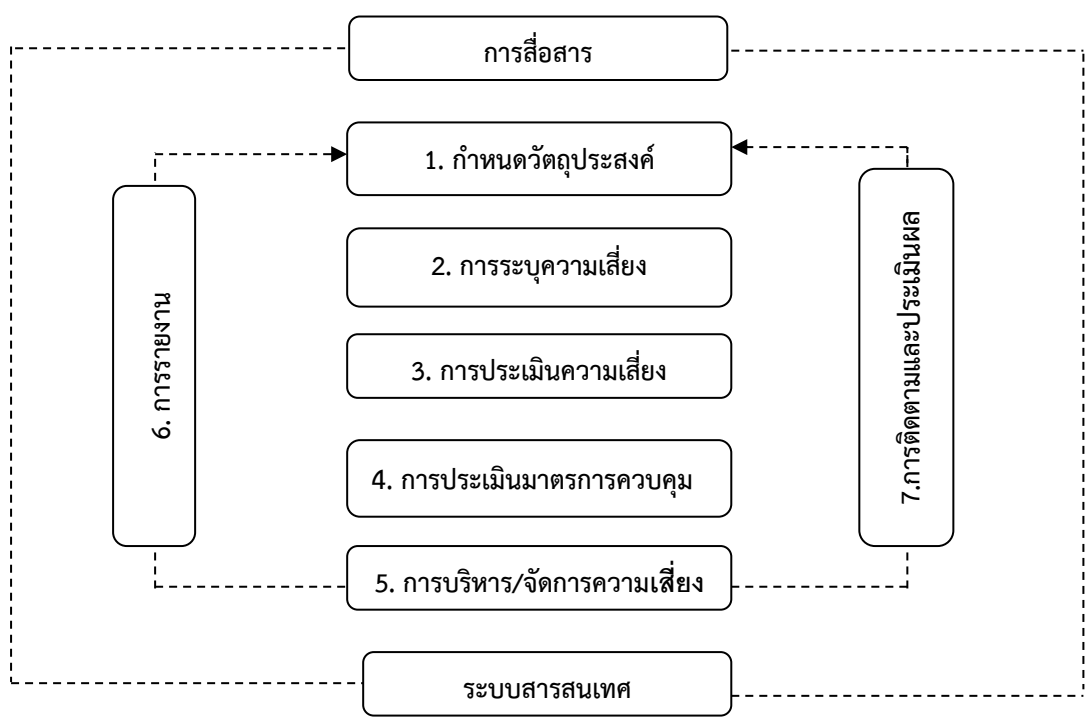 การสื่อสาร
1. กำหนดวัตถุประสงค์
2. การระบุความเสี่ยง
3. การประเมินความเสี่ยง
4. การประเมินมาตรการควบคุม
5. การบริหาร/จัดการความเสี่ยง
6. การรายงาน
7.การติดตามและประเมินผล
ระบบสารสนเทศ